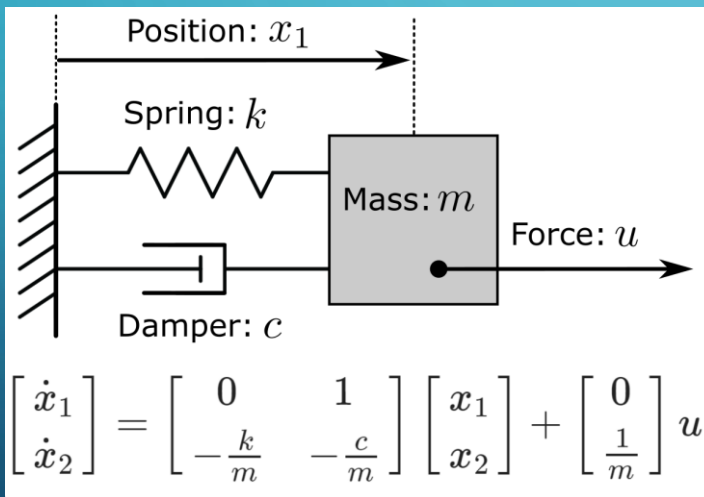 Position: x₁
Spring: k
Mass: m
Force: u
Damper: c
[ẋ₁ ẋ₂] = [0 1 −k/m −c/m] [x₁ x₂] + [0 1/m] u